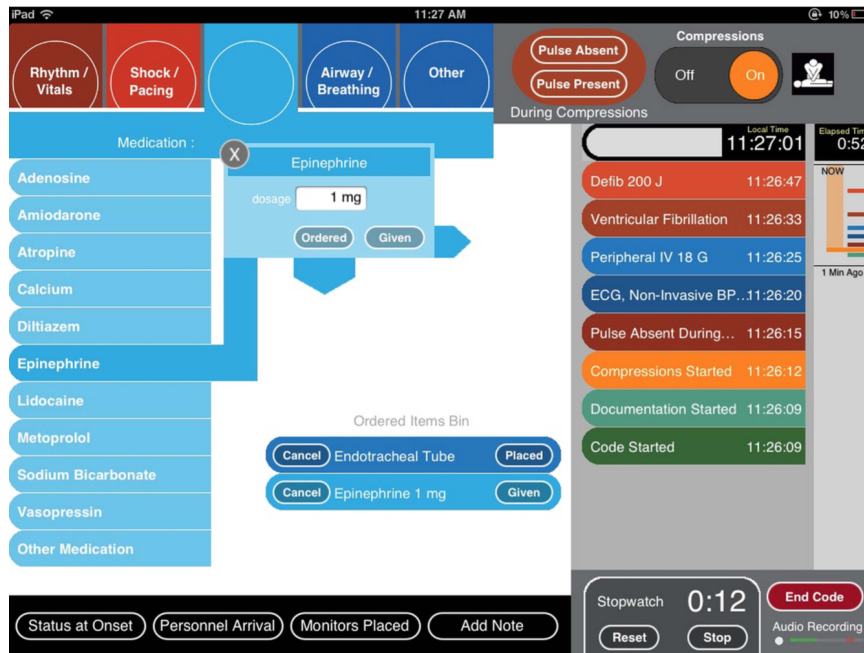 iPad
11:27 AM
10%
Rhythm / Vitals
Shock / Pacing
Airway / Breathing
Other
Pulse Absent
Pulse Present
During Compressions
Compressions
Off
On
Medication :
Adenosine
Amiodarone
Atropine
Calcium
Diltiazem
Epinephrine
Lidocaine
Metoprolol
Sodium Bicarbonate
Vasopressin
Other Medication
X
Epinephrine
dosage 1 mg
Ordered Given
Ordered Items Bin
Cancel Endotracheal Tube Placed
Cancel Epinephrine 1 mg Given
Local Time
11:27:01
Elapsed Tim
0:52
Defib 200 J 11:26:47
Ventricular Fibrillation 11:26:33
Peripheral IV 18 G 11:26:25
ECG, Non-Invasive BP...11:26:20
Pulse Absent During... 11:26:15
Compressions Started 11:26:12
Documentation Started 11:26:09
Code Started 11:26:09
NOW
1 Min Ago
Status at Onset
Personnel Arrival
Monitors Placed
Add Note
Stopwatch 0:12
Reset Stop
End Code
Audio Recording